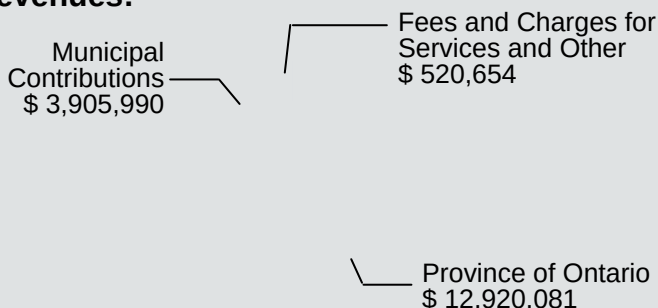 evenues:
Fees and Charges for
Services and Other
$ 520,654
Municipal
Contributions
$ 3,905,990
Province of Ontario
$ 12,920,081